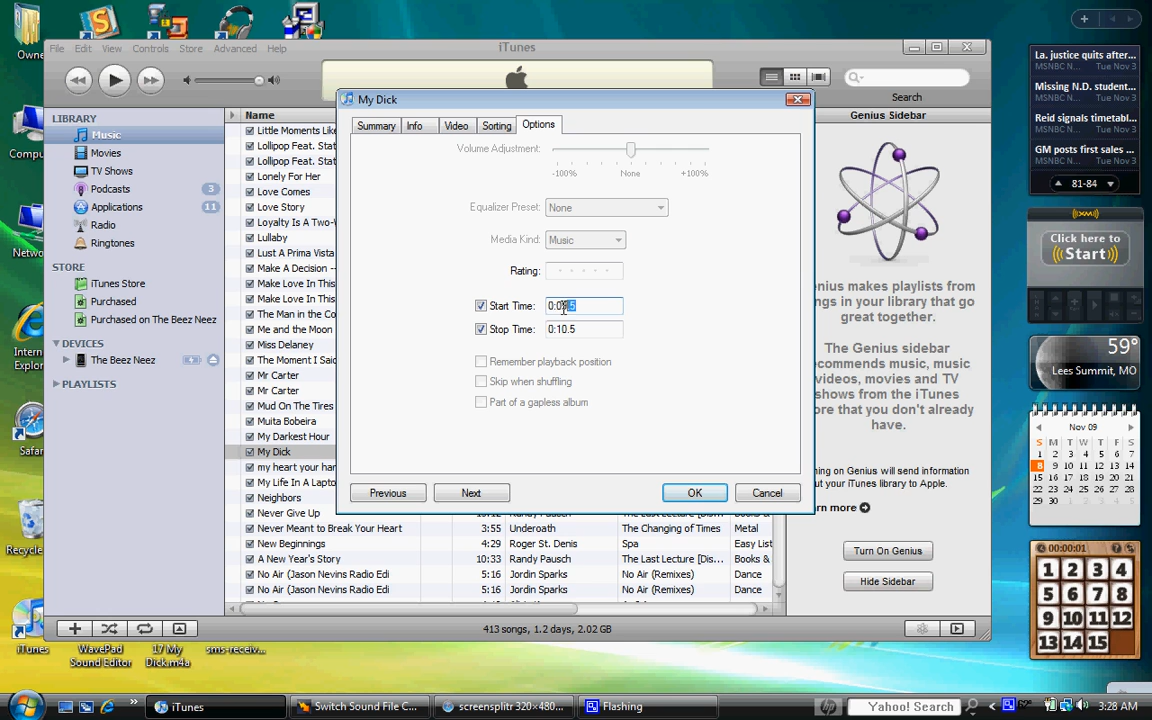 Owne
Compu
Netwo
Intern
Explor
Safar
Recycle
iTunes
WavePad
Sound Editor
17 My
Dick.m4a
sms-receiv...
iTunes
File Edit View Controls Store Advanced Help
Search
LIBRARY
Music
Movies
TV Shows
Podcasts 3
Applications 11
Radio
Ringtones
STORE
iTunes Store
Purchased
Purchased on The Beez Neez
DEVICES
The Beez Neez
PLAYLISTS
Name
Little Moments Like
Lollipop Feat. Stat
Lollipop Feat. Stat
Lonely For Her
Love Comes
Love Story
Loyalty Is A Two-
Lullaby
Lust A Prima Vista
Make A Decision --
Make Love In This
Make Love In This
The Man in the Co
Me and the Moon
Miss Delaney
The Moment I Said
Mr Carter
Mr Carter
Mud On The Tires
Muita Bobeira
My Darkest Hour
My Dick
my heart your har
My Life In A Lapto
Neighbors
Never Give Up
Never Meant to Break Your Heart 3:55 Underoath The Changing of Times Metal
New Beginnings 4:29 Roger St. Denis Spa Easy List
A New Year's Story 10:33 Randy Pausch The Last Lecture [Dis... Books &
No Air (Jason Nevins Radio Edi 5:16 Jordin Sparks No Air (Remixes) Dance
No Air (Jason Nevins Radio Edi 5:16 Jordin Sparks No Air (Remixes) Dance
413 songs, 1.2 days, 2.02 GB
My Dick
Summary Info Video Sorting Options
Volume Adjustment:
-100% None +100%
Equalizer Preset: None
Media Kind: Music
Rating:
Start Time:
Stop Time: 0:10.5
Remember playback position
Skip when shuffling
Part of a gapless album
Previous Next OK Cancel
Genius Sidebar
nius makes playlists from
ngs in your library that go
great together.
The Genius sidebar
commends music, music
videos, movies and TV
shows from the iTunes
ore that you don't already
have.
ning on Genius will send information
out your iTunes library to Apple.
rn more
Turn On Genius
Hide Sidebar
La. justice quits after...
MSNBC N... Tue Nov 3
Missing N.D. student...
MSNBC N... Tue Nov 3
Reid signals timetabl...
MSNBC N... Tue Nov 3
GM posts first sales ...
MSNBC N... Tue Nov 3
81-84
XM
Click here to
Start
59°
Lees Summit, MO
Nov 09
S M T W T F S
1 2 3 4 5 6 7
8 9 10 11 12 13 14
15 16 17 18 19 20 21
22 23 24 25 26 27 28
29 30
00:00:01 ?
1 2 3 4
5 6 7 8
9 10 11 12
13 14 15
iTunes
Switch Sound File C...
screensplitr 320×480...
Flashing
hp
Yahoo! Search
3:28 AM